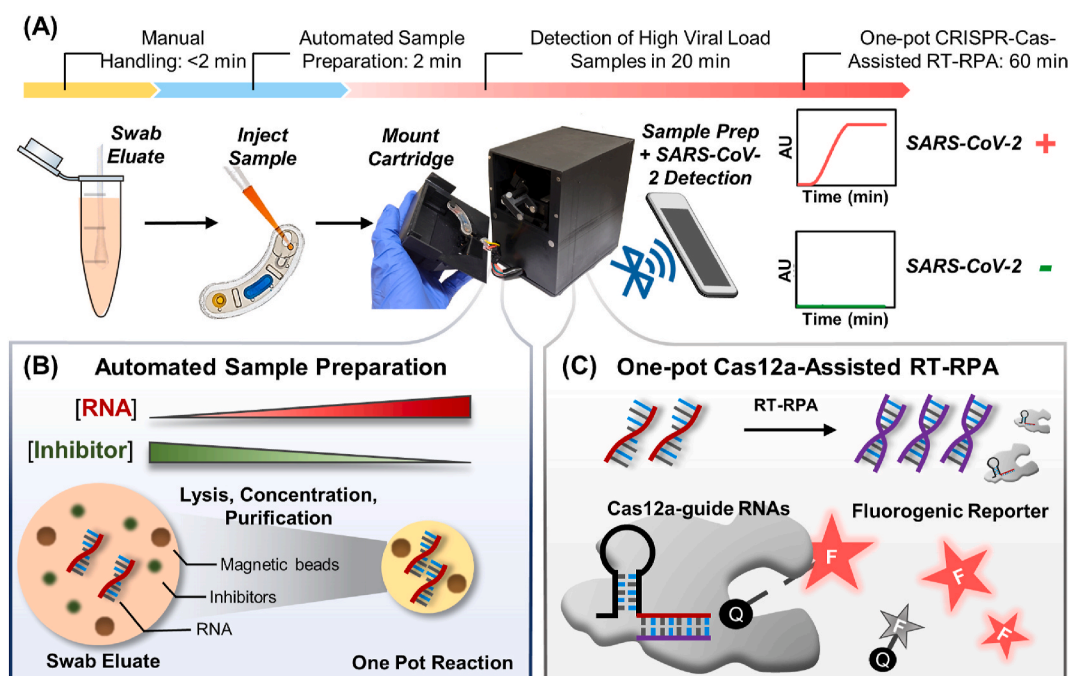 (A)
Manual
Handling: <2 min
Automated Sample
Preparation: 2 min
Detection of High Viral Load
Samples in 20 min
One-pot CRISPR-Cas-
Assisted RT-RPA: 60 min
Swab
Eluate
Inject
Sample
Mount
Cartridge
Sample Prep
+ SARS-CoV-
2 Detection
AU
Time (min)
SARS-CoV-2 +
AU
Time (min)
SARS-CoV-2 -
(B) Automated Sample Preparation
[RNA]
[Inhibitor]
Lysis, Concentration,
Purification
Magnetic beads
Inhibitors
RNA
Swab Eluate
One Pot Reaction
(C) One-pot Cas12a-Assisted RT-RPA
RT-RPA
Cas12a-guide RNAs
Fluorogenic Reporter
F
Q
F
F
Q
F